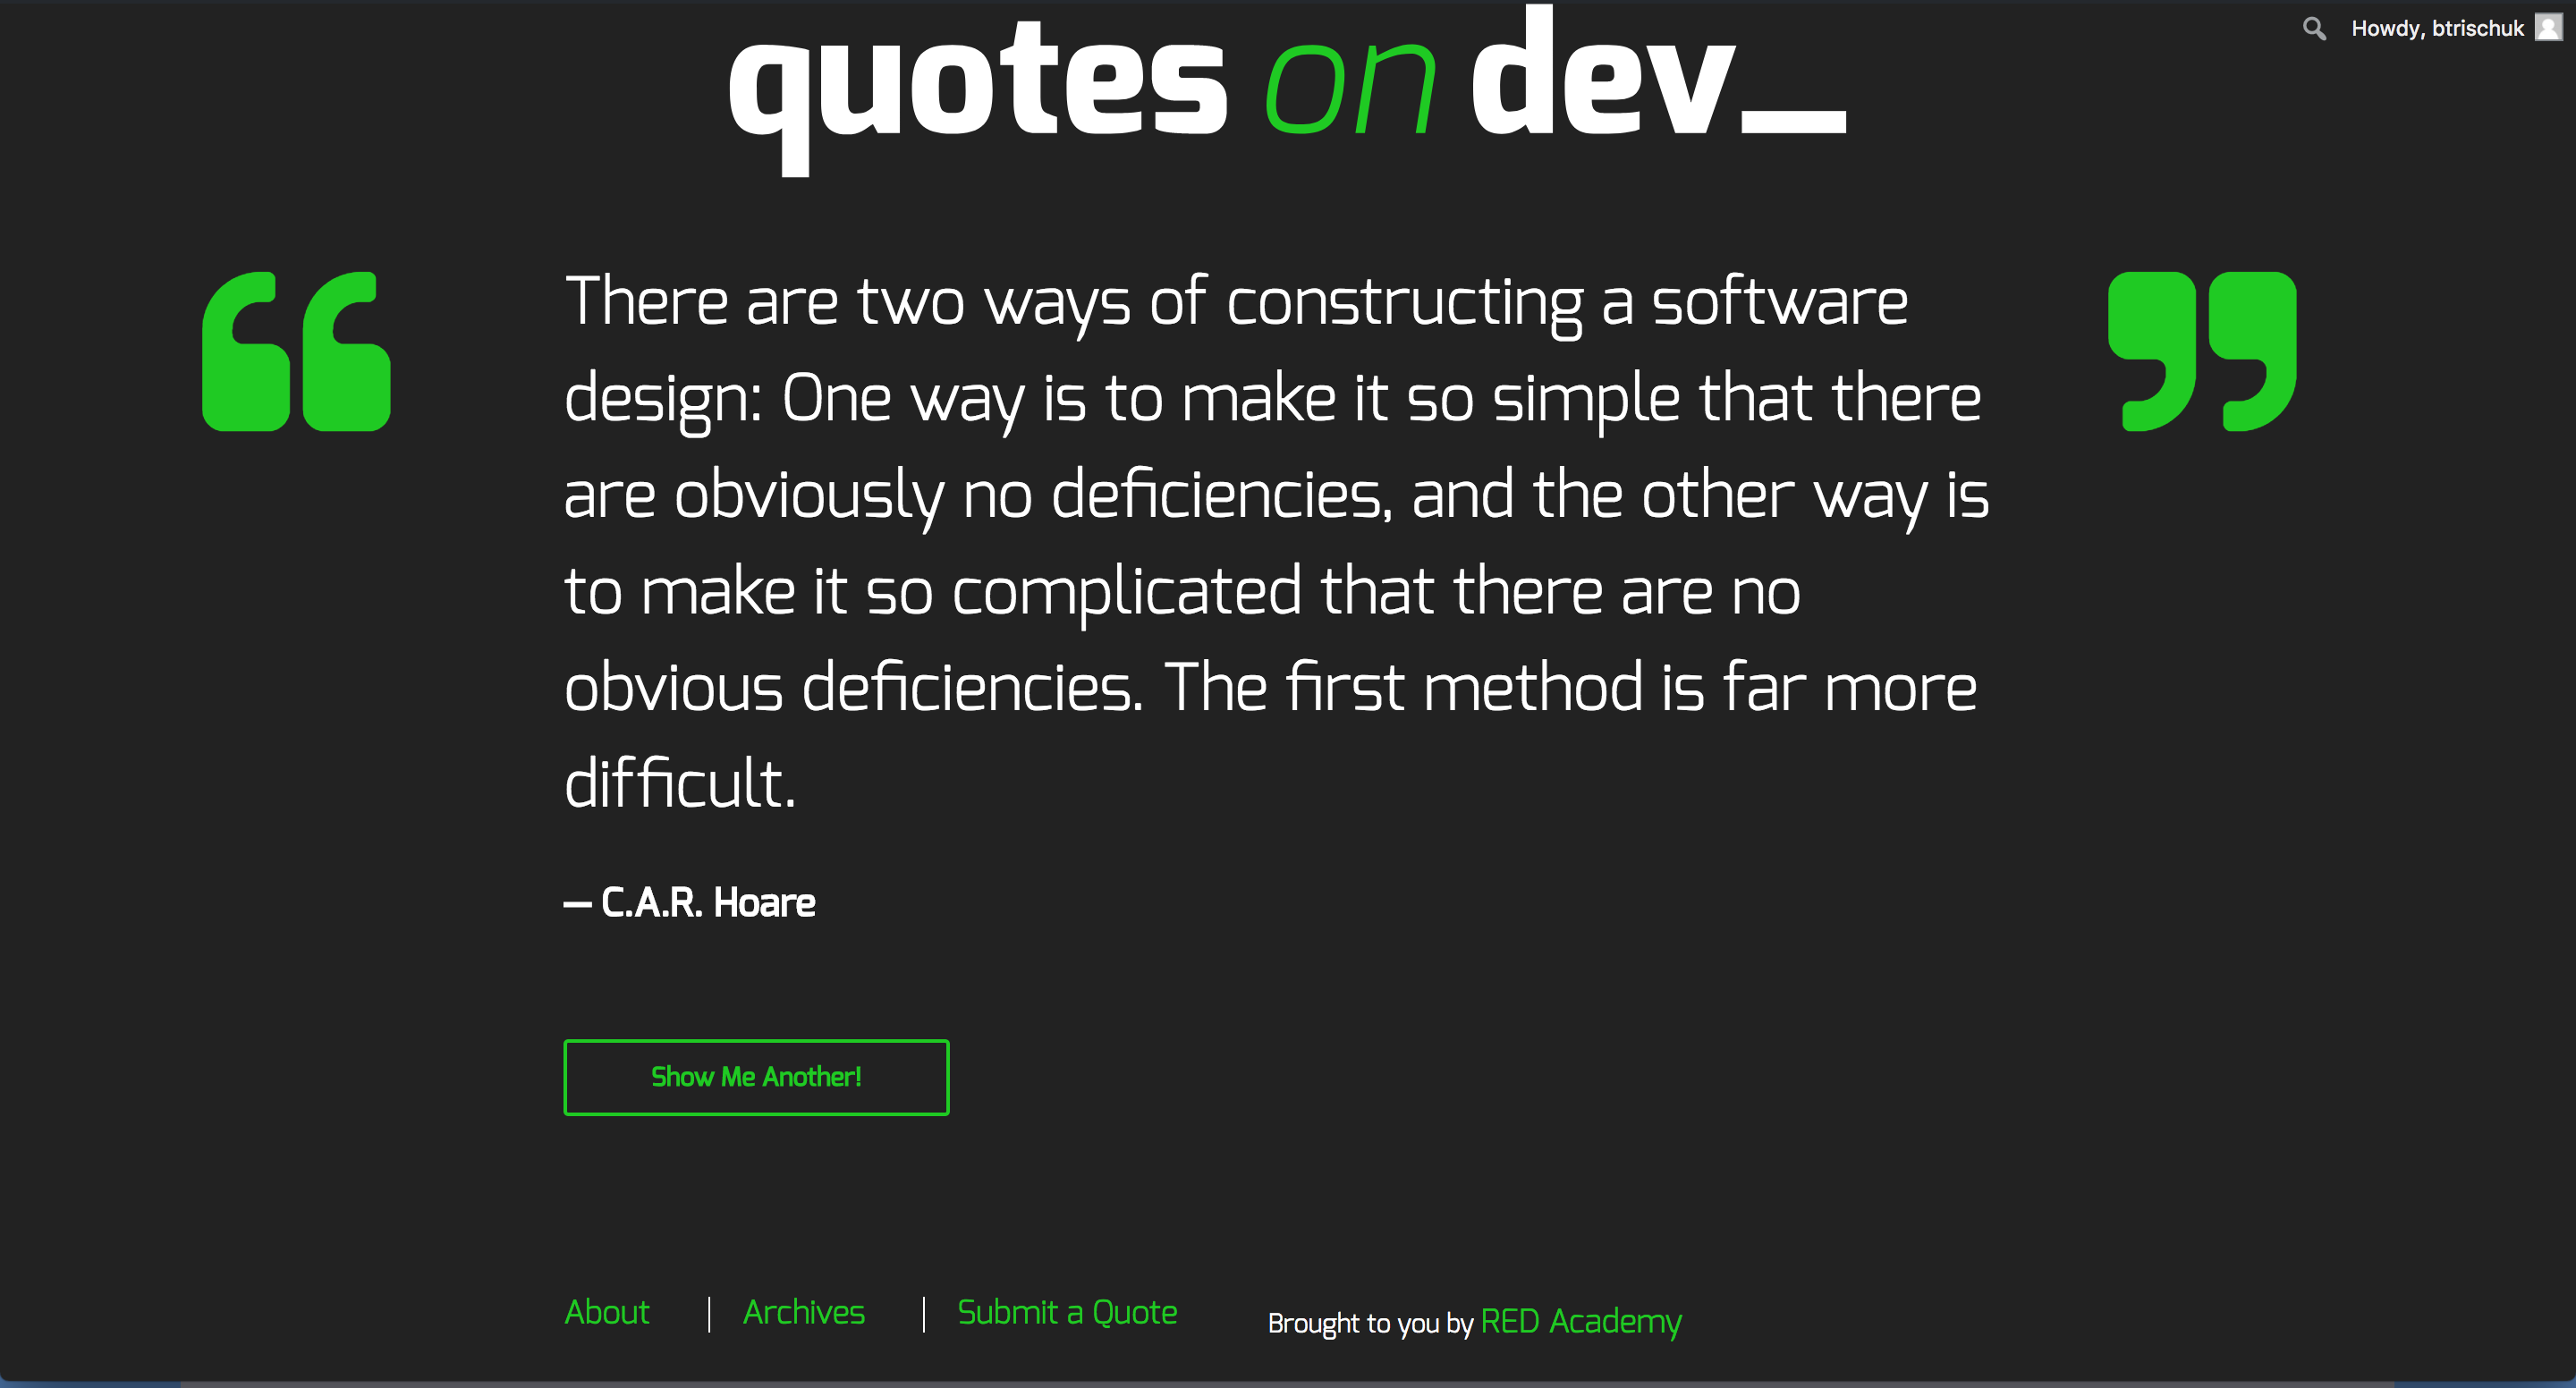 Howdy, btrischuk
quotes on dev_
There are two ways of constructing a software
design: One way is to make it so simple that there
are obviously no deficiencies, and the other way is
to make it so complicated that there are no
obvious deficiencies. The first method is far more
difficult.
— C.A.R. Hoare
Show Me Another!
About | Archives | Submit a Quote Brought to you by RED Academy